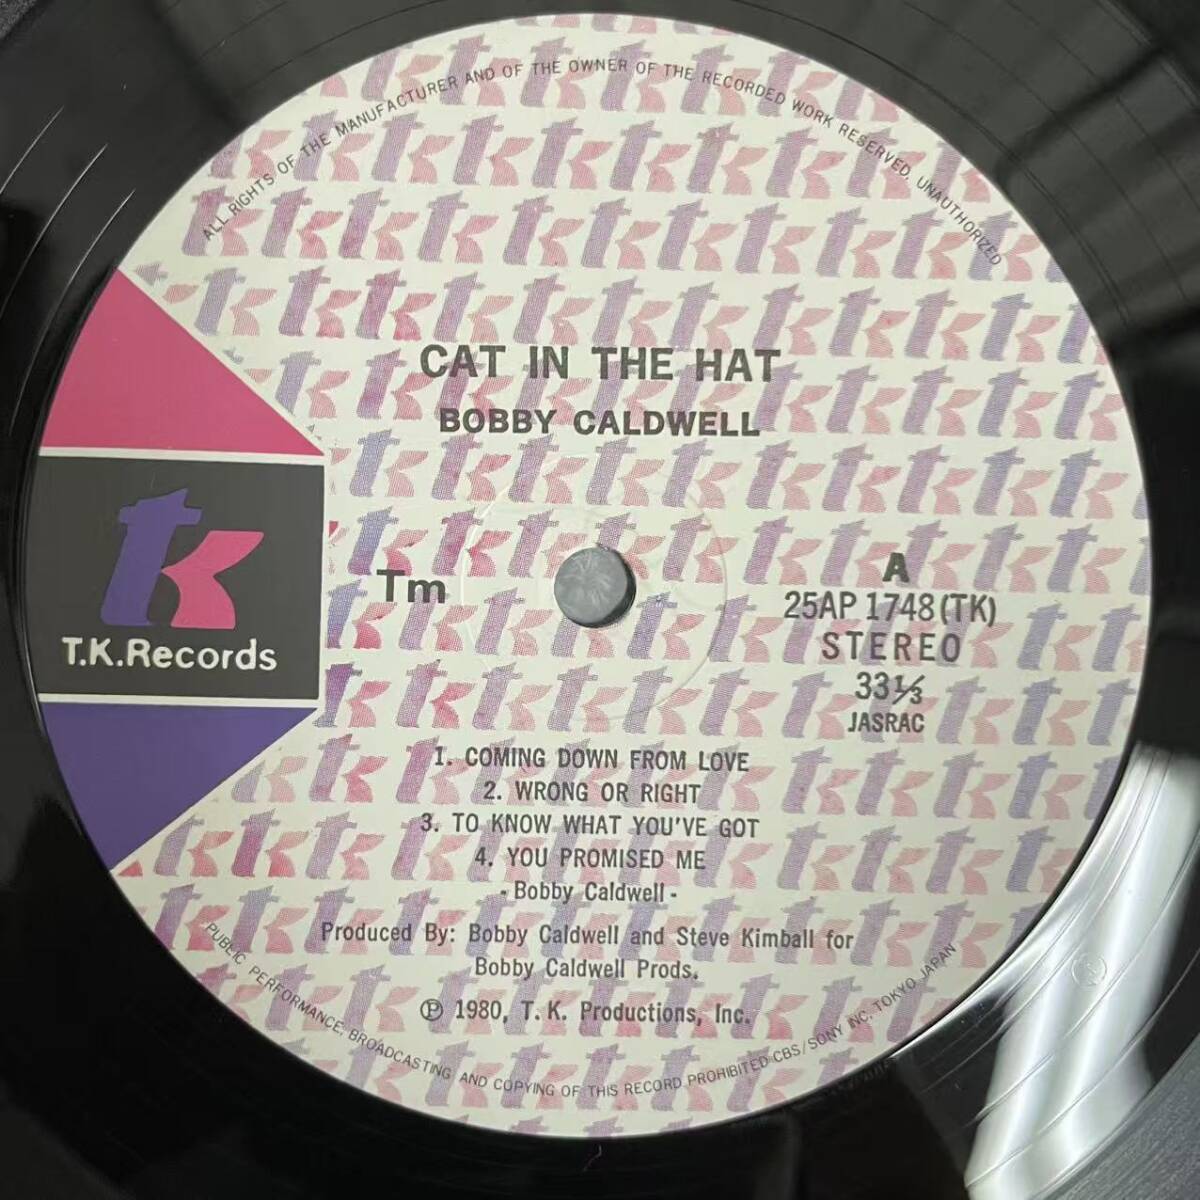 ALL RIGHTS OF THE MANUFACTURER AND OF THE OWNER OF THE RECORDED WORK RESERVED, UNAUTHORIZED
CAT IN THE HAT
BOBBY CALDWELL
tk
T.K.Records
Tm
A
25AP 1748(TK)
STEREO
33⅓
JASRAC
1. COMING DOWN FROM LOVE
2. WRONG OR RIGHT
3. TO KNOW WHAT YOU'VE GOT
4. YOU PROMISED ME
- Bobby Caldwell -
Produced By: Bobby Caldwell and Steve Kimball for
Bobby Caldwell Prods.
Ⓟ 1980, T. K. Productions, Inc.
PUBLIC PERFORMANCE, BROADCASTING AND COPYING OF THIS RECORD PROHIBITED·CBS/SONY INC. TOKYO JAPAN